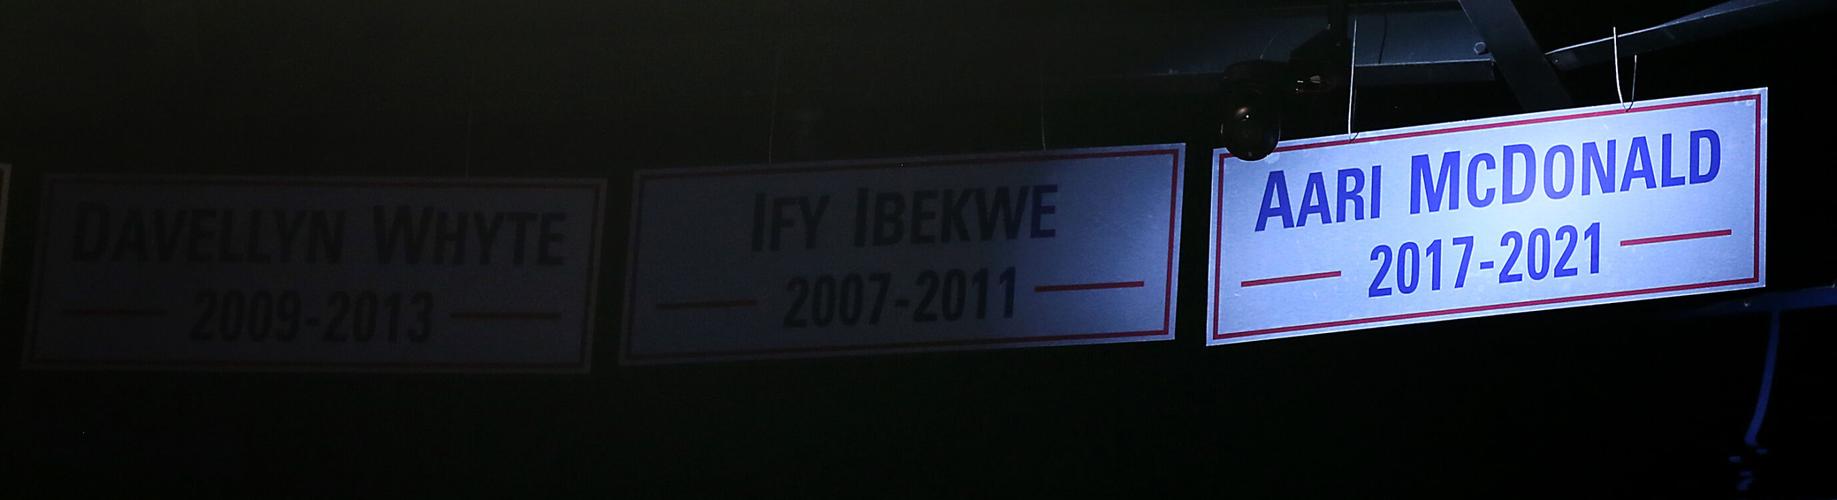 DAVELLYN WHYTE
2009-2013
IFY IBEKWE
2007-2011
AARI MCDONALD
2017-2021